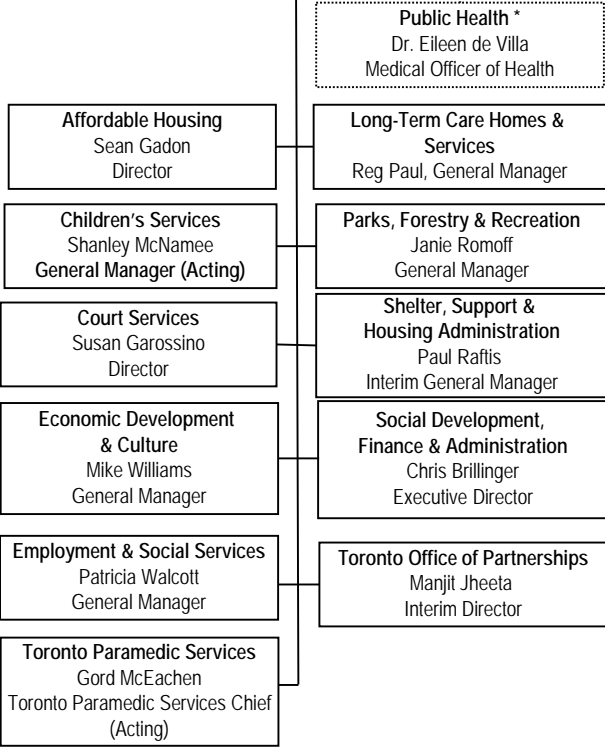 Public Health *
Dr. Eileen de Villa
Medical Officer of Health
Affordable Housing
Sean Gadon
Director
Long-Term Care Homes &
Services
Reg Paul, General Manager
Children's Services
Shanley McNamee
General Manager (Acting)
Parks, Forestry & Recreation
Janie Romoff
General Manager
Court Services
Susan Garossino
Director
Shelter, Support &
Housing Administration
Paul Raftis
Interim General Manager
Economic Development
& Culture
Mike Williams
General Manager
Social Development,
Finance & Administration
Chris Brillinger
Executive Director
Employment & Social Services
Patricia Walcott
General Manager
Toronto Office of Partnerships
Manjit Jheeta
Interim Director
Toronto Paramedic Services
Gord McEachen
Toronto Paramedic Services Chief
(Acting)